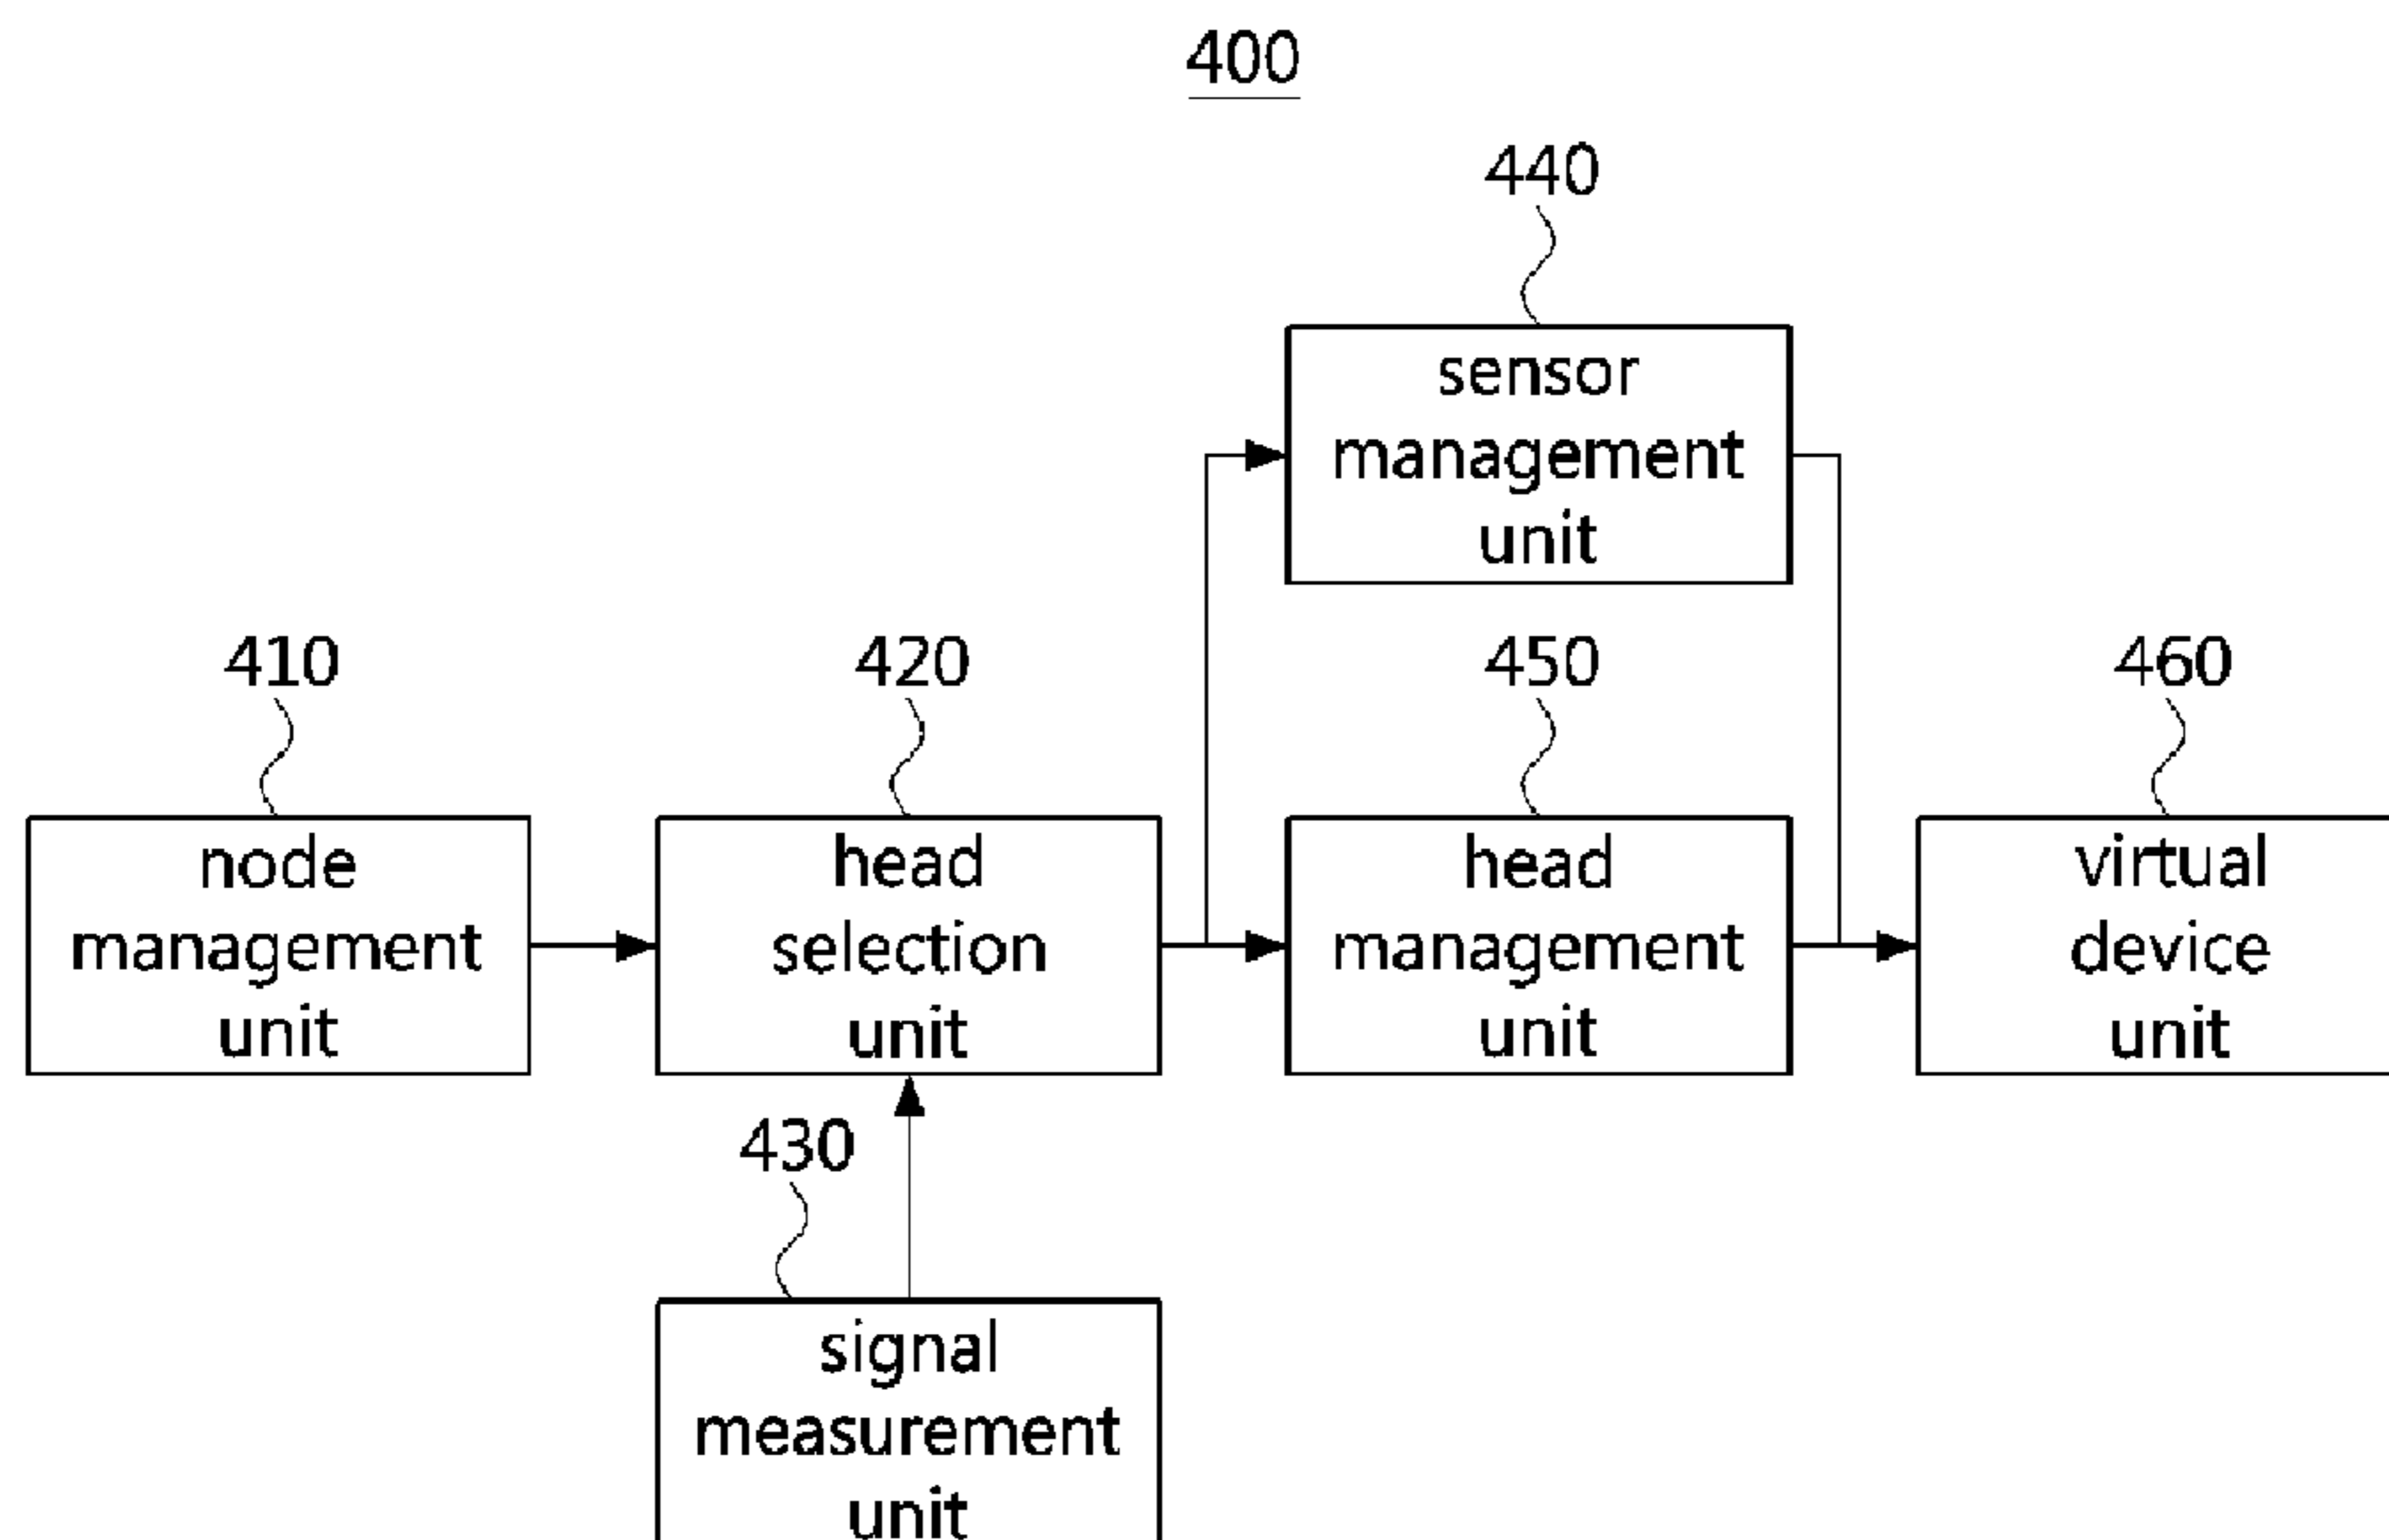 400
440
sensor
management
unit
410
420
450
460
node
management
unit
head
selection
unit
head
management
unit
virtual
device
unit
430
signal
measurement
unit